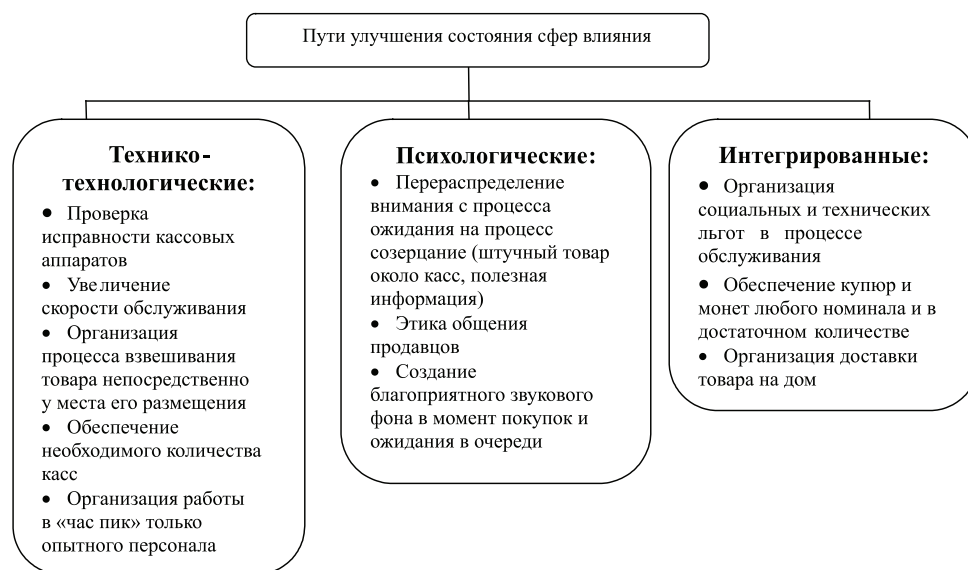 Пути улучшения состояния сфер влияния
Технико-
технологические:
• Проверка
исправности кассовых
аппаратов
• Увеличение
скорости обслуживания
• Организация
процесса взвешивания
товара непосредственно
у места его размещения
• Обеспечение
необходимого количества
касс
• Организация работы
в «час пик» только
опытного персонала
Психологические:
• Перераспределение
внимания с процесса
ожидания на процесс
созерцание (штучный товар
около касс, полезная
информация)
• Этика общения
продавцов
• Создание
благоприятного звукового
фона в момент покупок и
ожидания в очереди
Интегрированные:
• Организация
социальных и технических
льгот в процессе
обслуживания
• Обеспечение купюр и
монет любого номинала и в
достаточном количестве
• Организация доставки
товара на дом